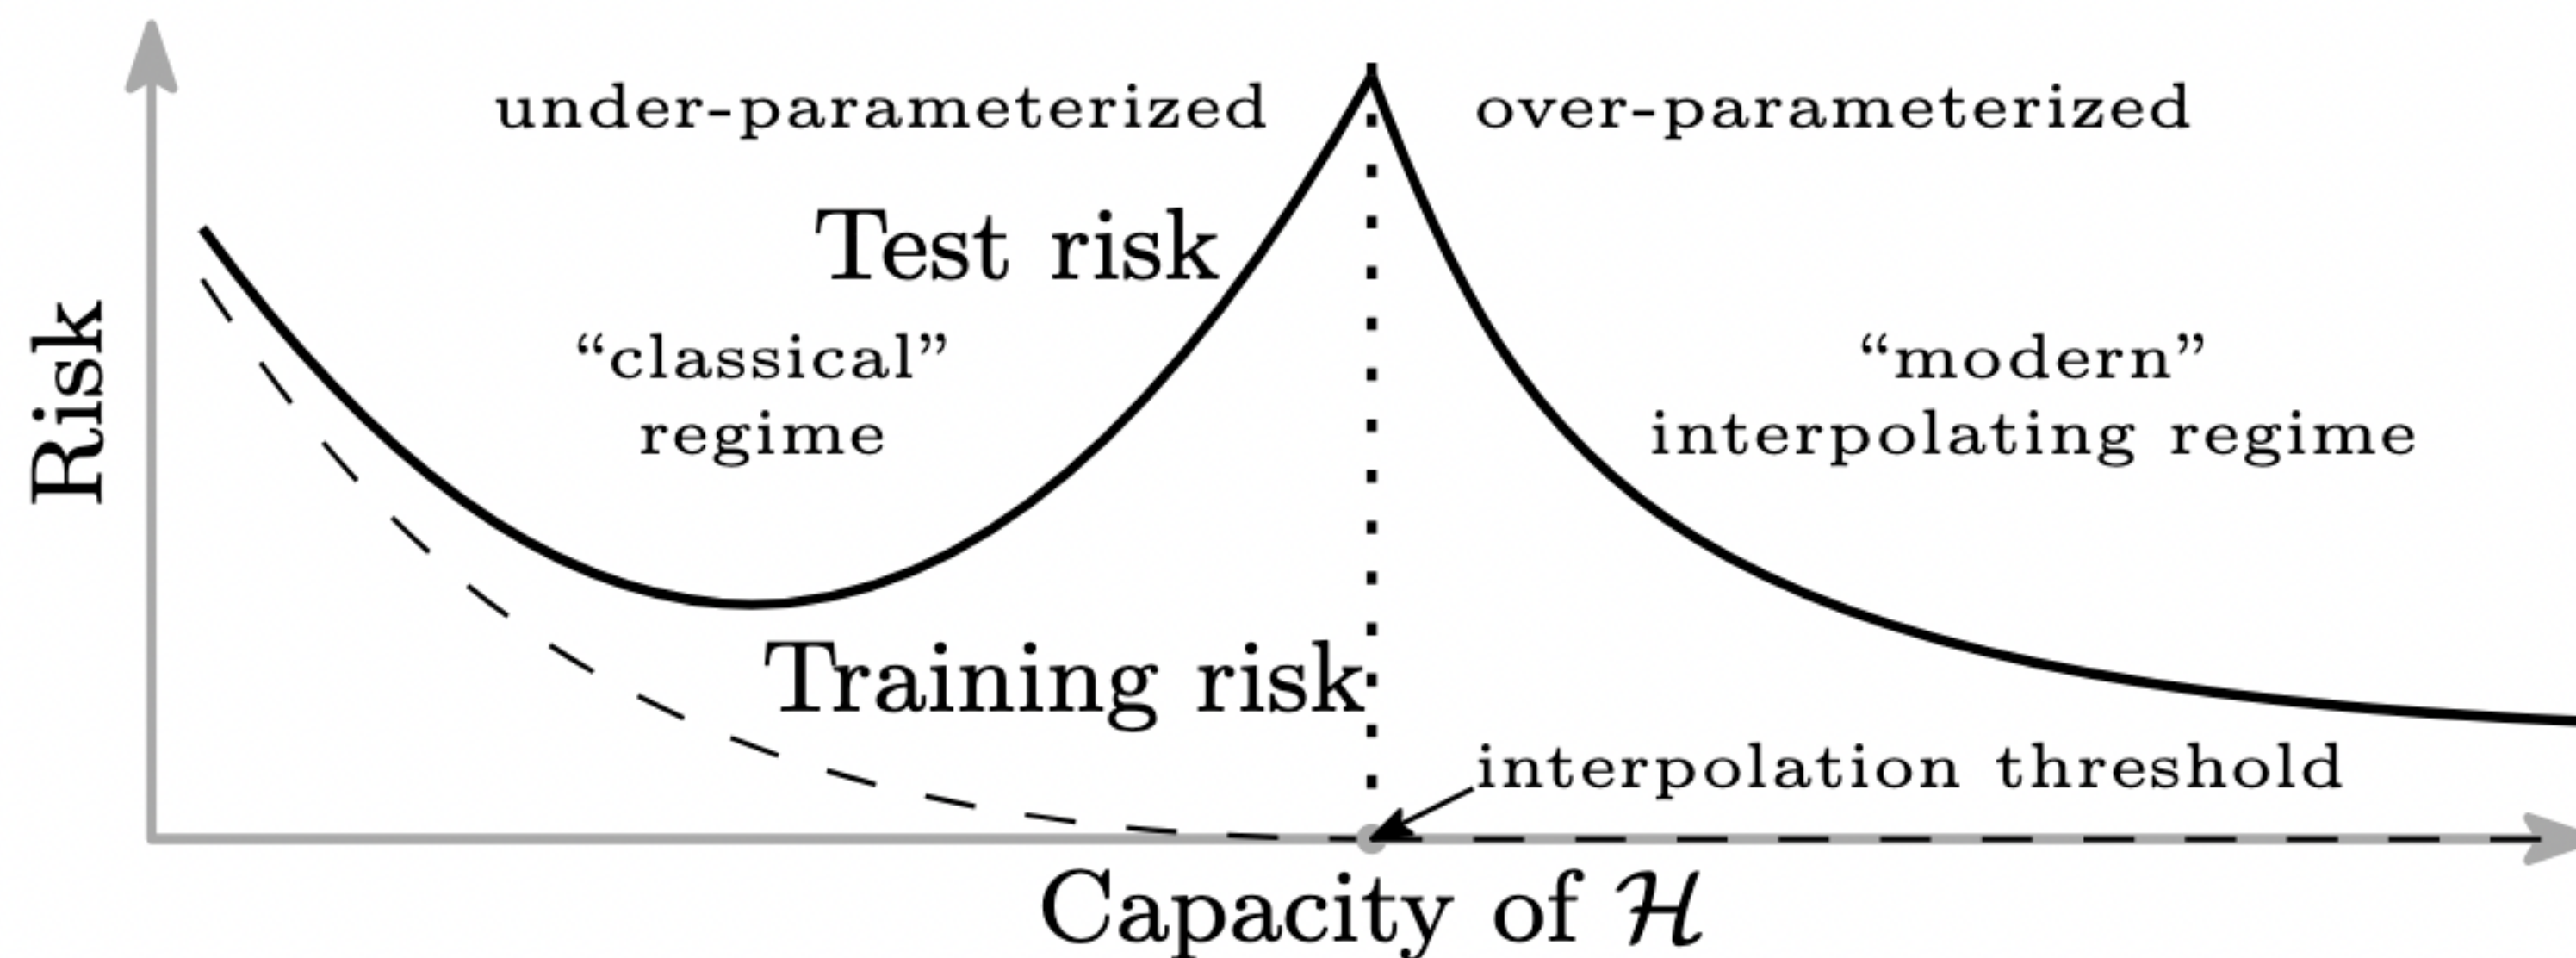 under-parameterized
over-parameterized
Test risk
“classical”
regime
“modern”
interpolating regime
Risk
Training risk
interpolation threshold
Capacity of ℋ